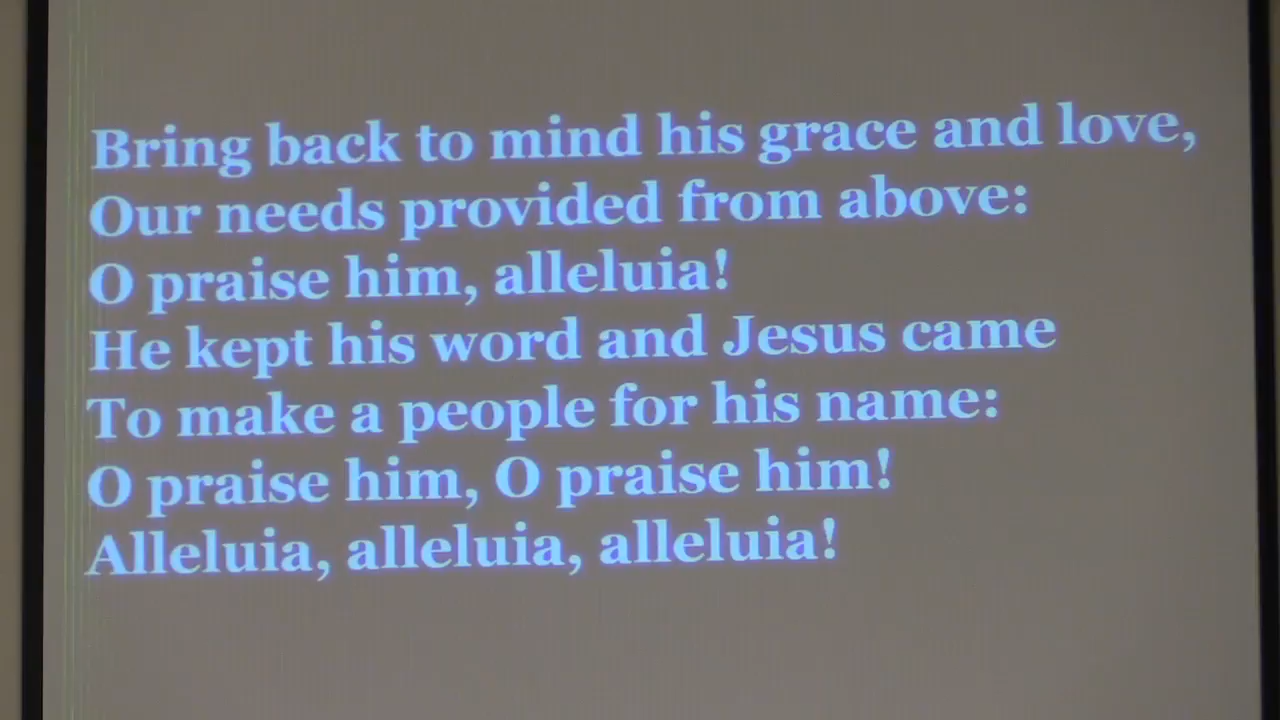 Bring back to mind his grace and love,
Our needs provided from above:
O praise him, alleluia!
He kept his word and Jesus came
To make a people for his name:
O praise him, O praise him!
Alleluia, alleluia, alleluia!